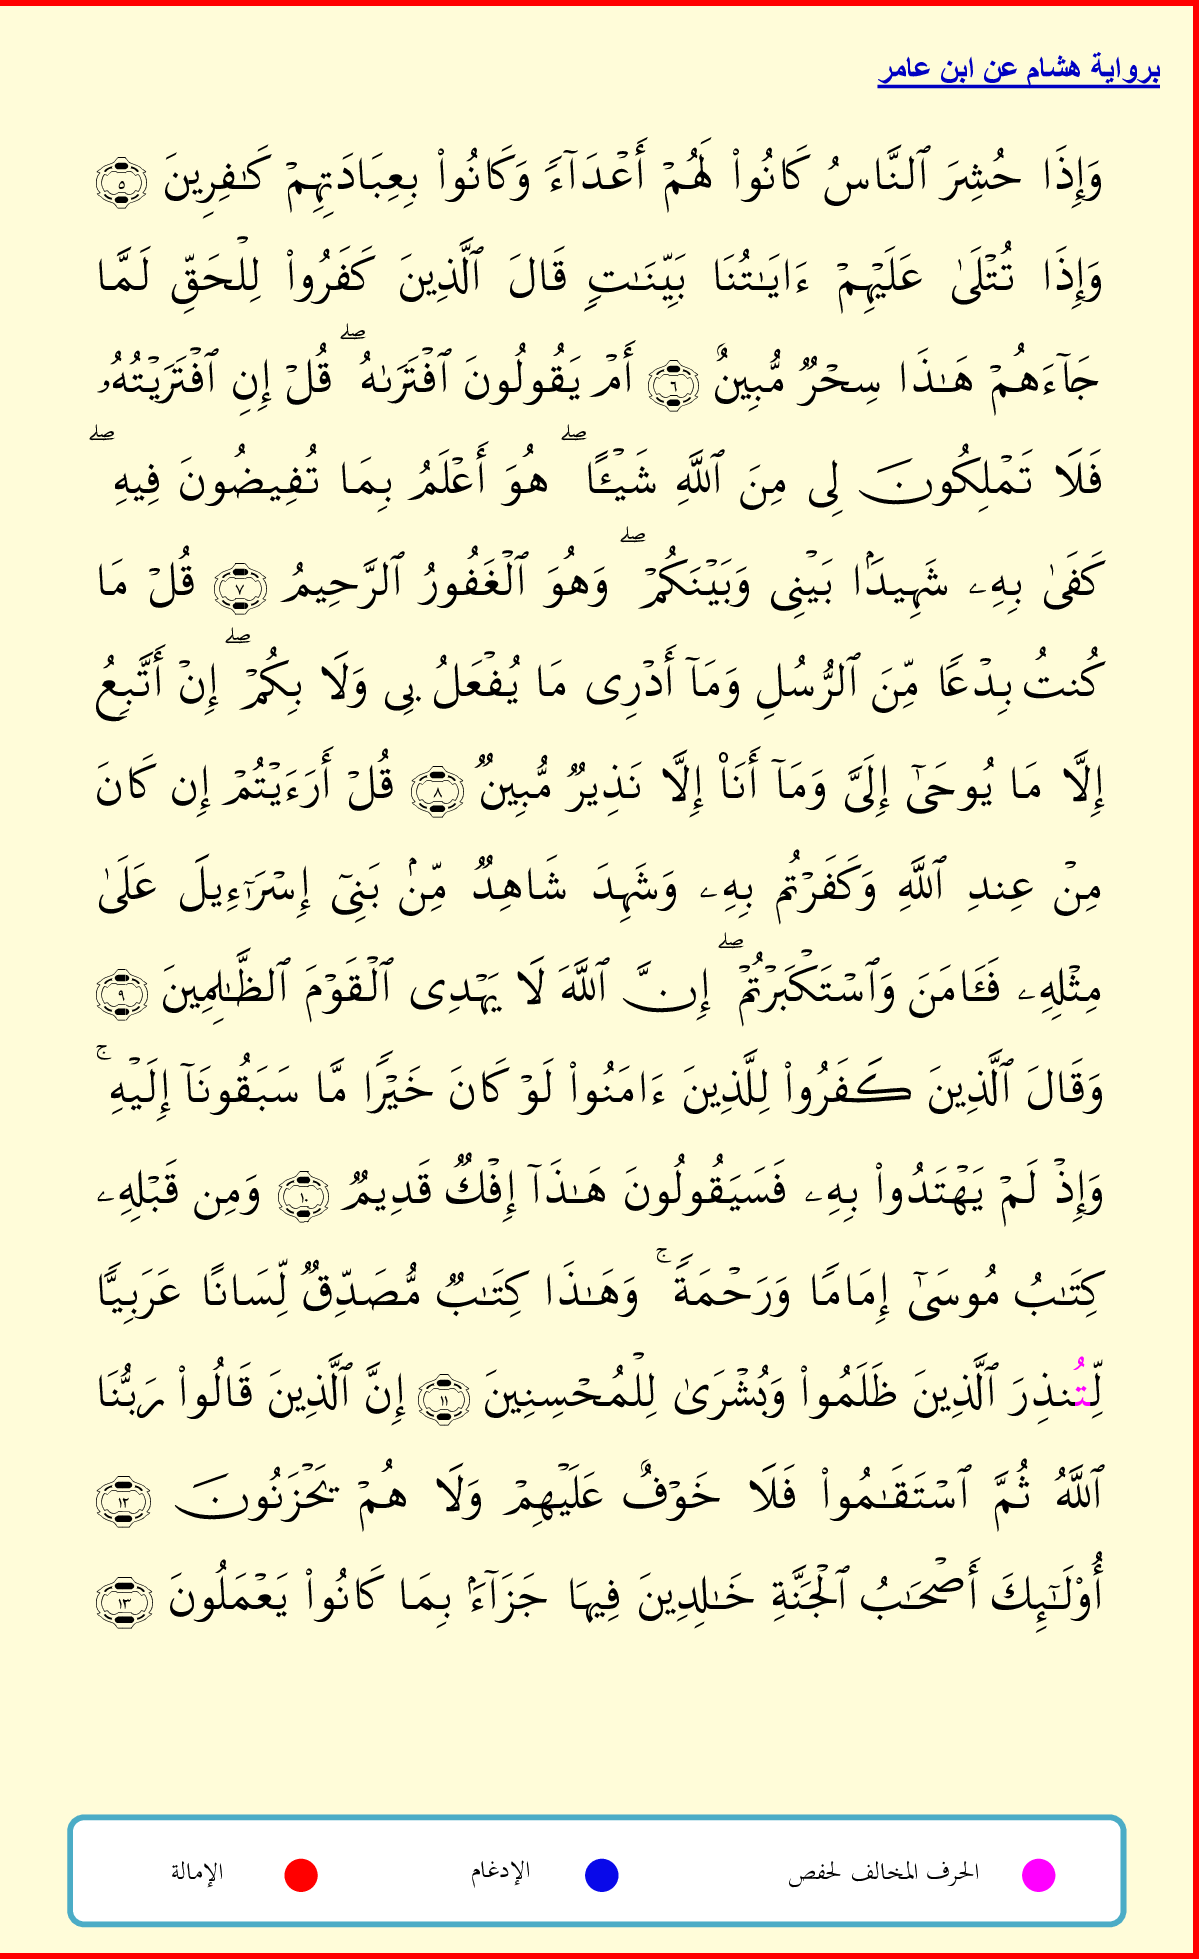 برواية هشام عن ابن عامر
وَإِذَا حُشِرَ ٱلنَّاسُ كَانُواْ لَهُمْ أَعْدَآءً وَكَانُواْ بِعِبَادَتِهِمْ كَـٰفِرِينَ ٥
وَإِذَا تُتْلَىٰ عَلَيْهِمْ ءَايَـٰتُنَا بَيِّنَـٰتٍ قَالَ ٱلَّذِينَ كَفَرُواْ لِلْحَقِّ لَمَّا
جَآءَهُمْ هَـٰذَا سِحْرٌ مُّبِينٌ ٦ أَمْ يَقُولُونَ ٱفْتَرَىٰهُ ۖ قُلْ إِنِ ٱفْتَرَيْتُهُۥ
فَلَا تَمْلِكُونَ لِى مِنَ ٱللَّهِ شَيْـًٔا ۖ هُوَ أَعْلَمُ بِمَا تُفِيضُونَ فِيهِ ۖ
كَفَىٰ بِهِۦ شَهِيدَۢا بَيْنِى وَبَيْنَكُمْ ۖ وَهُوَ ٱلْغَفُورُ ٱلرَّحِيمُ ٧ قُلْ مَا
كُنتُ بِدْعًا مِّنَ ٱلرُّسُلِ وَمَآ أَدْرِى مَا يُفْعَلُ بِى وَلَا بِكُمْ ۖ إِنْ أَتَّبِعُ
إِلَّا مَا يُوحَىٰٓ إِلَىَّ وَمَآ أَنَا۠ إِلَّا نَذِيرٌ مُّبِينٌ ٨ قُلْ أَرَءَيْتُمْ إِن كَانَ
مِنْ عِندِ ٱللَّهِ وَكَفَرْتُم بِهِۦ وَشَهِدَ شَاهِدٌ مِّنۢ بَنِىٓ إِسْرَٰٓءِيلَ عَلَىٰ
مِثْلِهِۦ فَـَٔامَنَ وَٱسْتَكْبَرْتُمْ ۖ إِنَّ ٱللَّهَ لَا يَهْدِى ٱلْقَوْمَ ٱلظَّـٰلِمِينَ ٩
وَقَالَ ٱلَّذِينَ كَفَرُواْ لِلَّذِينَ ءَامَنُواْ لَوْ كَانَ خَيْرًا مَّا سَبَقُونَآ إِلَيْهِ ۚ
وَإِذْ لَمْ يَهْتَدُواْ بِهِۦ فَسَيَقُولُونَ هَـٰذَآ إِفْكٌ قَدِيمٌ ١٠ وَمِن قَبْلِهِۦ
كِتَـٰبُ مُوسَىٰٓ إِمَامًا وَرَحْمَةً ۚ وَهَـٰذَا كِتَـٰبٌ مُّصَدِّقٌ لِّسَانًا عَرَبِيًّا
لِّتُنذِرَ ٱلَّذِينَ ظَلَمُواْ وَبُشْرَىٰ لِلْمُحْسِنِينَ ١١ إِنَّ ٱلَّذِينَ قَالُواْ رَبُّنَا
ٱللَّهُ ثُمَّ ٱسْتَقَـٰمُواْ فَلَا خَوْفٌ عَلَيْهِمْ وَلَا هُمْ يَحْزَنُونَ ١٢
أُوْلَـٰٓئِكَ أَصْحَـٰبُ ٱلْجَنَّةِ خَـٰلِدِينَ فِيهَا جَزَآءَۢ بِمَا كَانُواْ يَعْمَلُونَ ١٣
الحرف المخالف لحفص الإدغام الإمالة